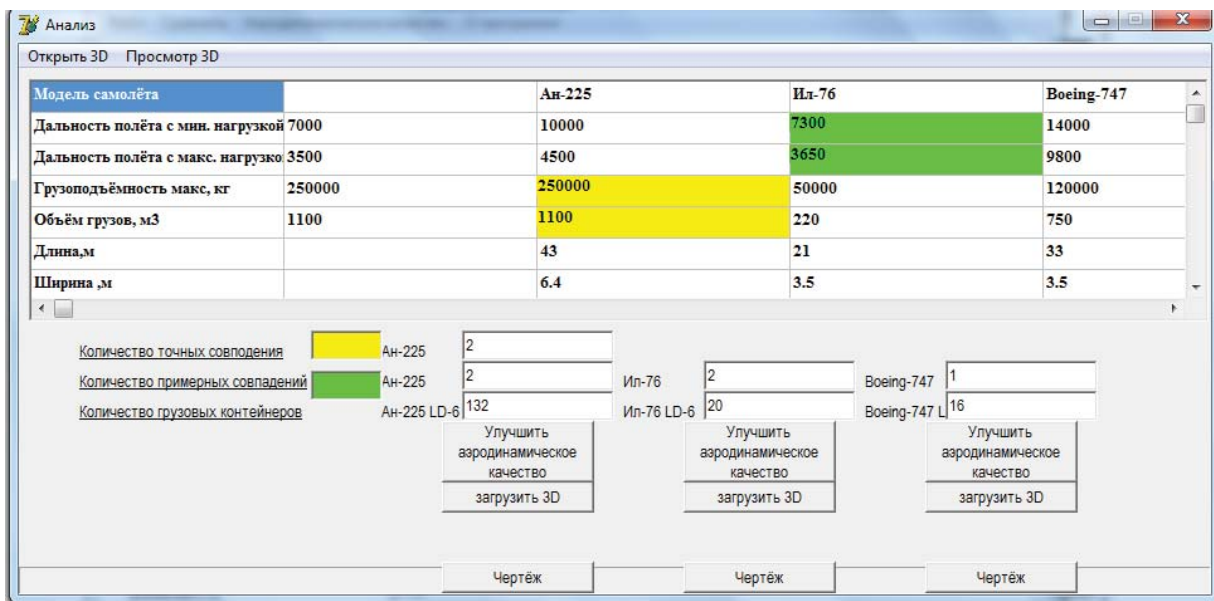 Анализ
Открыть 3D Просмотр 3D
Модель самолёта Ан-225 Ил-76 Boeing-747
Дальность полёта с мин. нагрузкой 7000 10000 7300 14000
Дальность полёта с макс. нагрузко 3500 4500 3650 9800
Грузоподъёмность макс, кг 250000 250000 50000 120000
Объём грузов, м3 1100 1100 220 750
Длина,м 43 21 33
Ширина ,м 6.4 3.5 3.5
Количество точных совподения Ан-225 2
Количество примерных совпадений Ан-225 2 Ил-76 2 Boeing-747 1
Количество грузовых контейнеров Ан-225 LD-6 132 Ил-76 LD-6 20 Boeing-747 L 16
Улучшить аэродинамическое качество Улучшить аэродинамическое качество Улучшить аэродинамическое качество
загрузить 3D загрузить 3D загрузить 3D
Чертёж Чертёж Чертёж